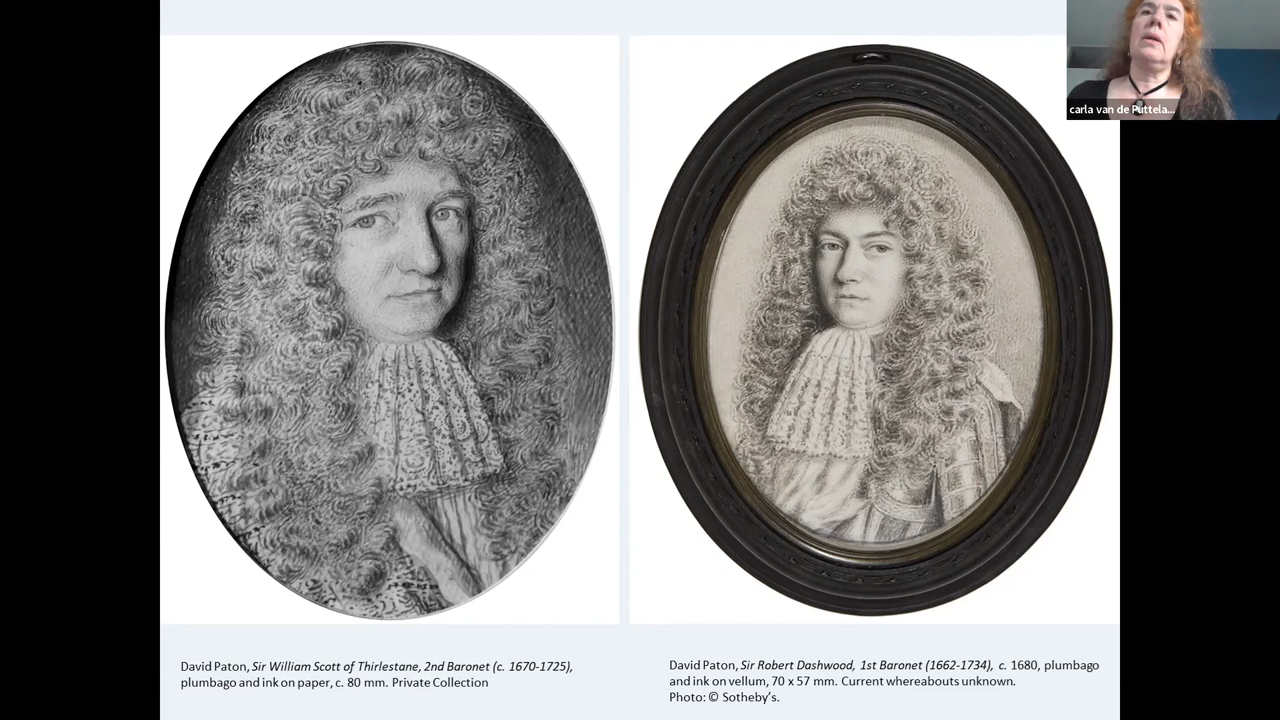 carla van de Puttela...
David Paton, Sir William Scott of Thirlestane, 2nd Baronet (c. 1670-1725),
plumbago and ink on paper, c. 80 mm. Private Collection
David Paton, Sir Robert Dashwood, 1st Baronet (1662-1734), c. 1680, plumbago
and ink on vellum, 70 x 57 mm. Current whereabouts unknown.
Photo: © Sotheby's.